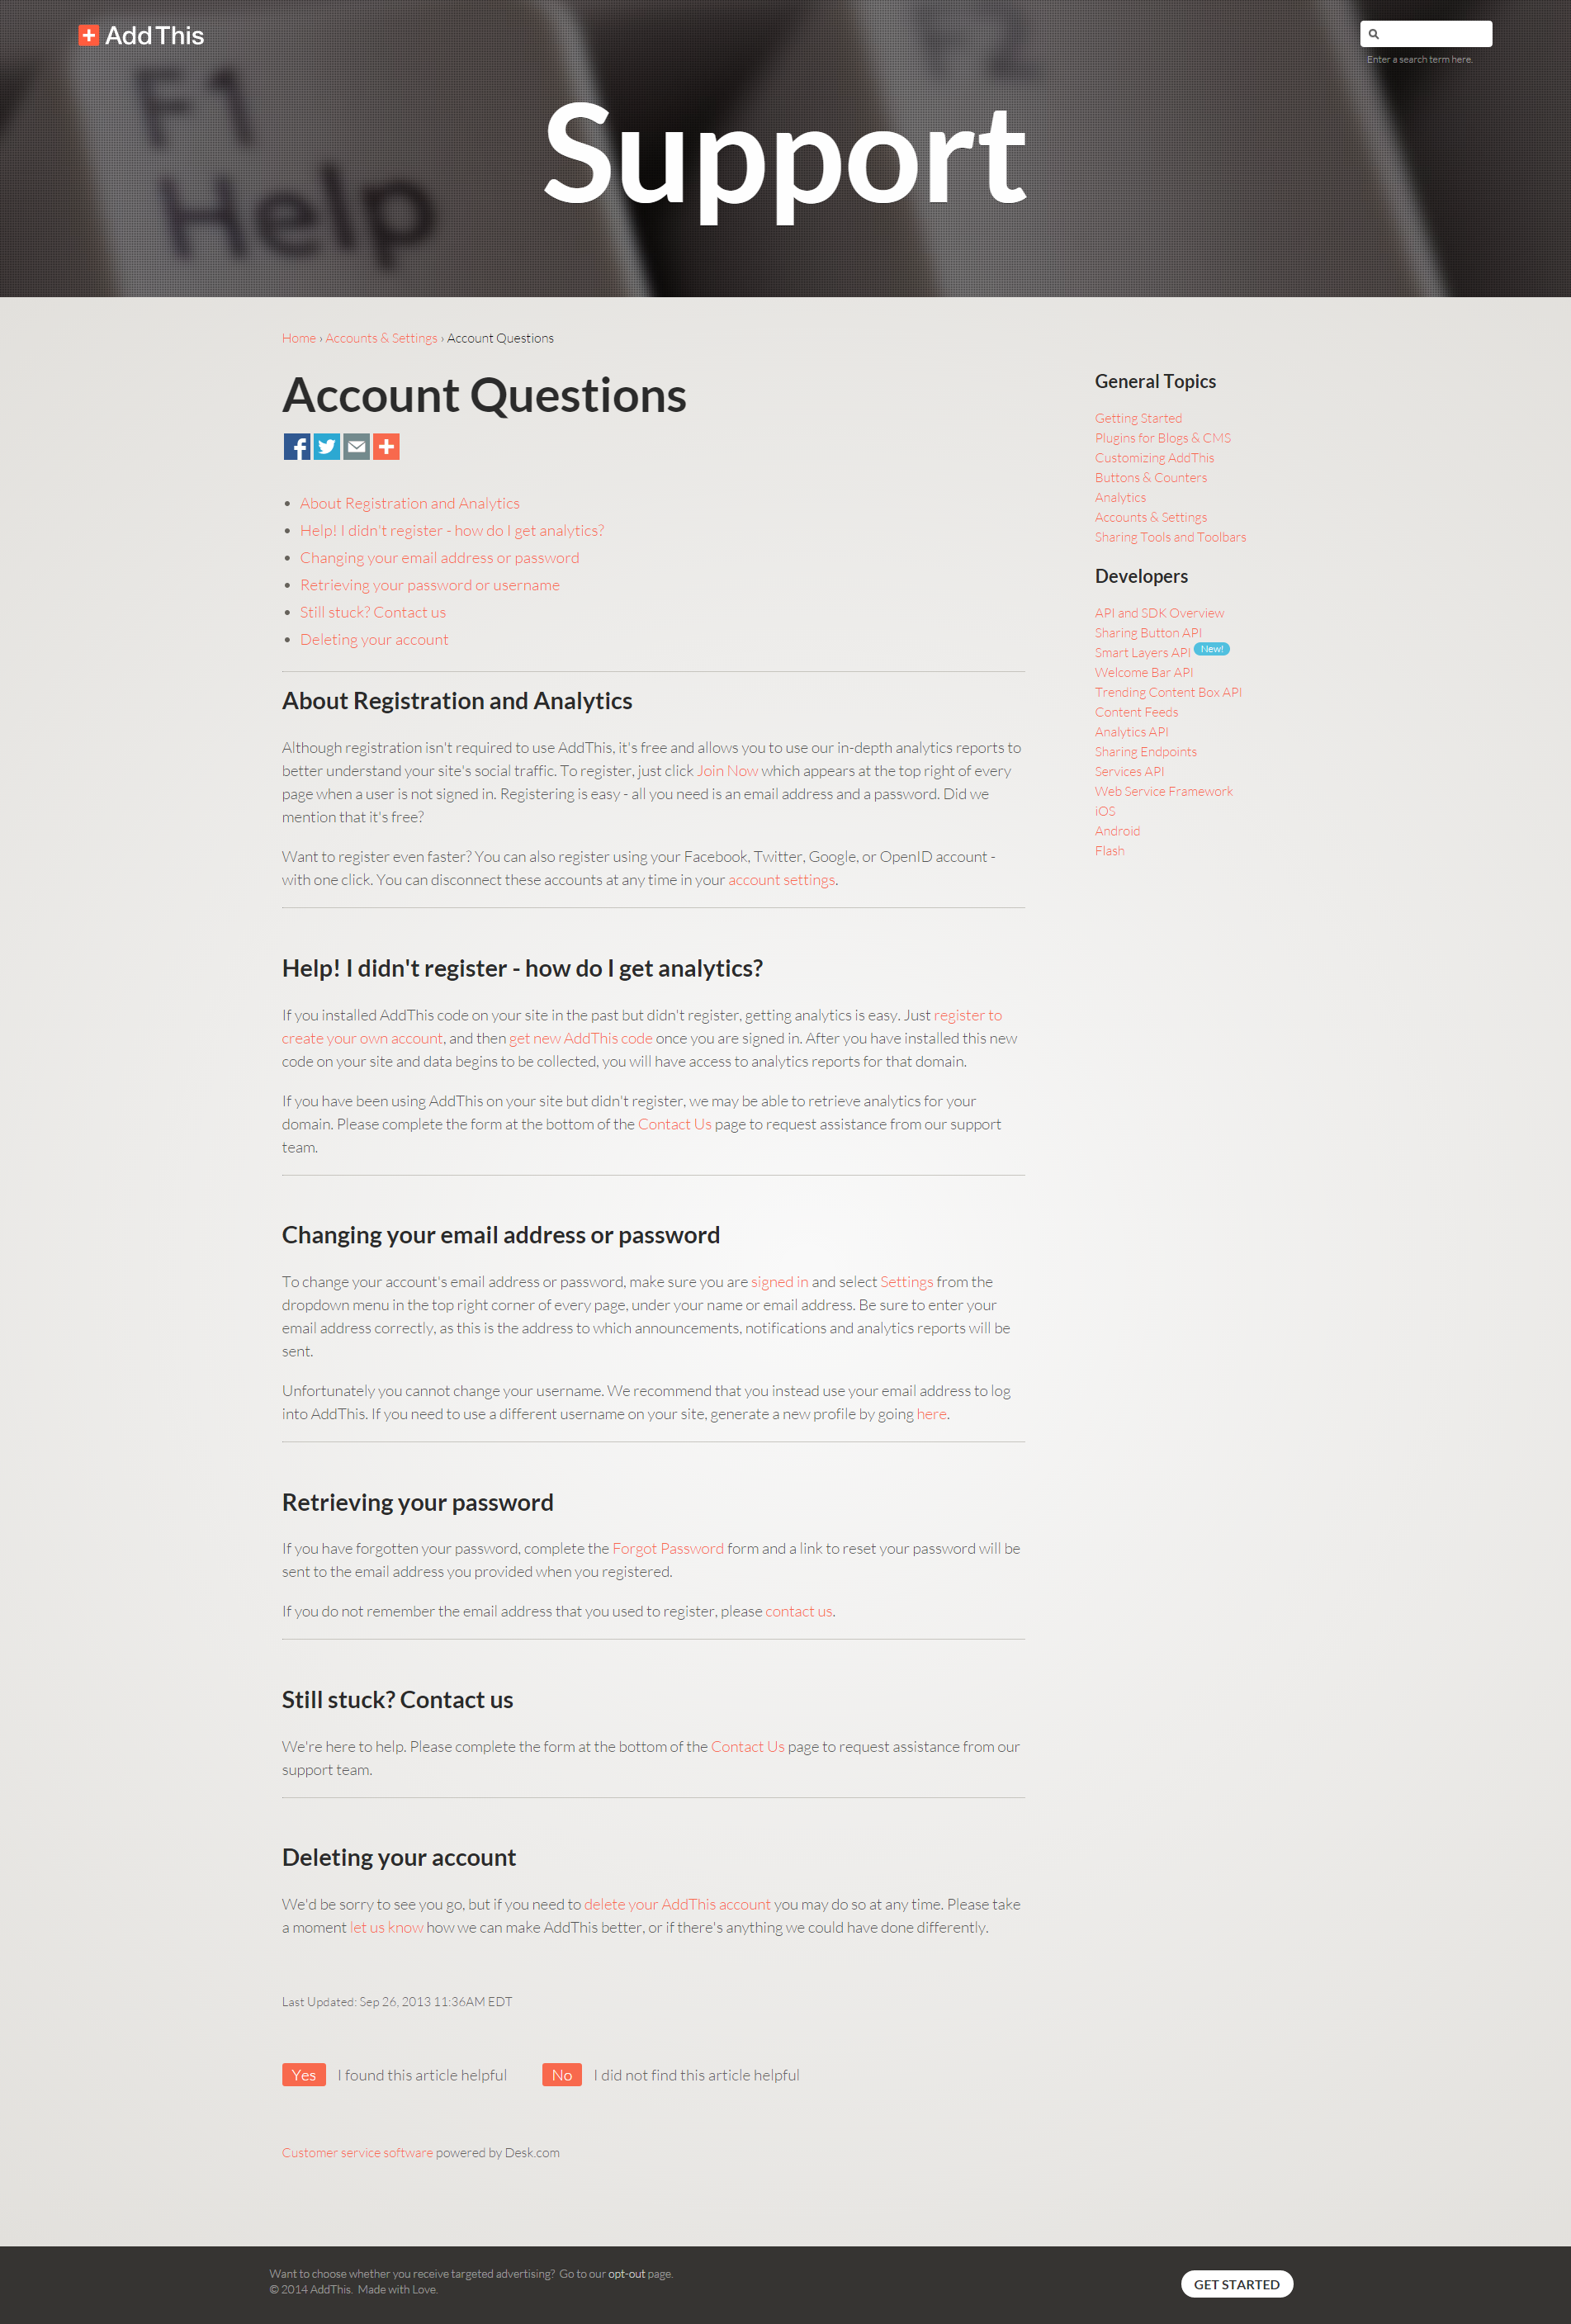 AddThis
Enter a search term here.
F1
Help
F2
Support
Home › Accounts & Settings › Account Questions
Account Questions
• About Registration and Analytics
• Help! I didn't register - how do I get analytics?
• Changing your email address or password
• Retrieving your password or username
• Still stuck? Contact us
• Deleting your account
About Registration and Analytics
Although registration isn't required to use AddThis, it's free and allows you to use our in-depth analytics reports to
better understand your site's social traffic. To register, just click Join Now which appears at the top right of every
page when a user is not signed in. Registering is easy - all you need is an email address and a password. Did we
mention that it's free?
Want to register even faster? You can also register using your Facebook, Twitter, Google, or OpenID account -
with one click. You can disconnect these accounts at any time in your account settings.
Help! I didn't register - how do I get analytics?
If you installed AddThis code on your site in the past but didn't register, getting analytics is easy. Just register to
create your own account, and then get new AddThis code once you are signed in. After you have installed this new
code on your site and data begins to be collected, you will have access to analytics reports for that domain.
If you have been using AddThis on your site but didn't register, we may be able to retrieve analytics for your
domain. Please complete the form at the bottom of the Contact Us page to request assistance from our support
team.
Changing your email address or password
To change your account's email address or password, make sure you are signed in and select Settings from the
dropdown menu in the top right corner of every page, under your name or email address. Be sure to enter your
email address correctly, as this is the address to which announcements, notifications and analytics reports will be
sent.
Unfortunately you cannot change your username. We recommend that you instead use your email address to log
into AddThis. If you need to use a different username on your site, generate a new profile by going here.
Retrieving your password
If you have forgotten your password, complete the Forgot Password form and a link to reset your password will be
sent to the email address you provided when you registered.
If you do not remember the email address that you used to register, please contact us.
Still stuck? Contact us
We're here to help. Please complete the form at the bottom of the Contact Us page to request assistance from our
support team.
Deleting your account
We'd be sorry to see you go, but if you need to delete your AddThis account you may do so at any time. Please take
a moment let us know how we can make AddThis better, or if there's anything we could have done differently.
Last Updated: Sep 26, 2013 11:36AM EDT
Yes I found this article helpful No I did not find this article helpful
Customer service software powered by Desk.com
General Topics
Getting Started
Plugins for Blogs & CMS
Customizing AddThis
Buttons & Counters
Analytics
Accounts & Settings
Sharing Tools and Toolbars
Developers
API and SDK Overview
Sharing Button API
Smart Layers API New!
Welcome Bar API
Trending Content Box API
Content Feeds
Analytics API
Sharing Endpoints
Services API
Web Service Framework
iOS
Android
Flash
Want to choose whether you receive targeted advertising? Go to our opt-out page.
© 2014 AddThis. Made with Love.
GET STARTED